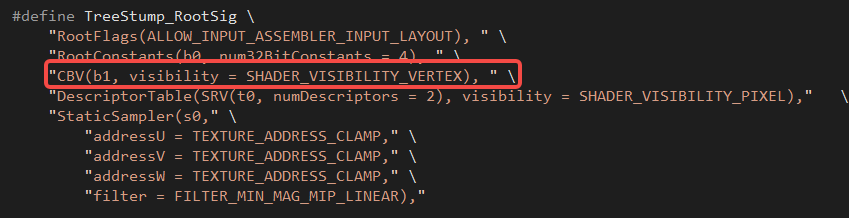 #define TreeStump_RootSig \
"RootFlags(ALLOW_INPUT_ASSEMBLER_INPUT_LAYOUT), " \
"RootConstants(b0, num32BitConstants = 4), " \
"CBV(b1, visibility = SHADER_VISIBILITY_VERTEX), " \
"DescriptorTable(SRV(t0, numDescriptors = 2), visibility = SHADER_VISIBILITY_PIXEL)," \
"StaticSampler(s0," \
"addressU = TEXTURE_ADDRESS_CLAMP," \
"addressV = TEXTURE_ADDRESS_CLAMP," \
"addressW = TEXTURE_ADDRESS_CLAMP," \
"filter = FILTER_MIN_MAG_MIP_LINEAR),"